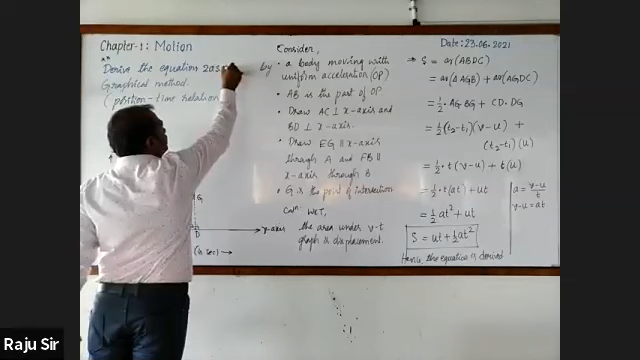 Chapter-1: Motion
Date: 23.06.2021
Derive the equation 2as by
Graphical method.
(position - time relation
G
D
(in sec) →
x-axis
Consider,
• a body moving with
uniform acceleration (OP)
• AB is the part of OP
• Draw AC ⊥ x-axis and
BD ⊥ x-axis.
• Draw EG || x-axis
through A and FB ||
x-axis through B
• G is the point of intersection
Calⁿ: WKT,
the area under v-t
graph is displacement.
⇒ S = ar(ABDC)
= ar(△AGB) + ar(AGDC)
= 1/2 · AG · BG + CD · DG
= 1/2 (t₂-t₁)(v-u) +
(t₂-t₁)(u)
= 1/2 · t(v-u) + t(u)
= 1/2 · t(at) + ut
= 1/2 at² + ut
S = ut + 1/2 at²
Hence, the equation is derived
a = v-u/t
v-u = at
Raju Sir